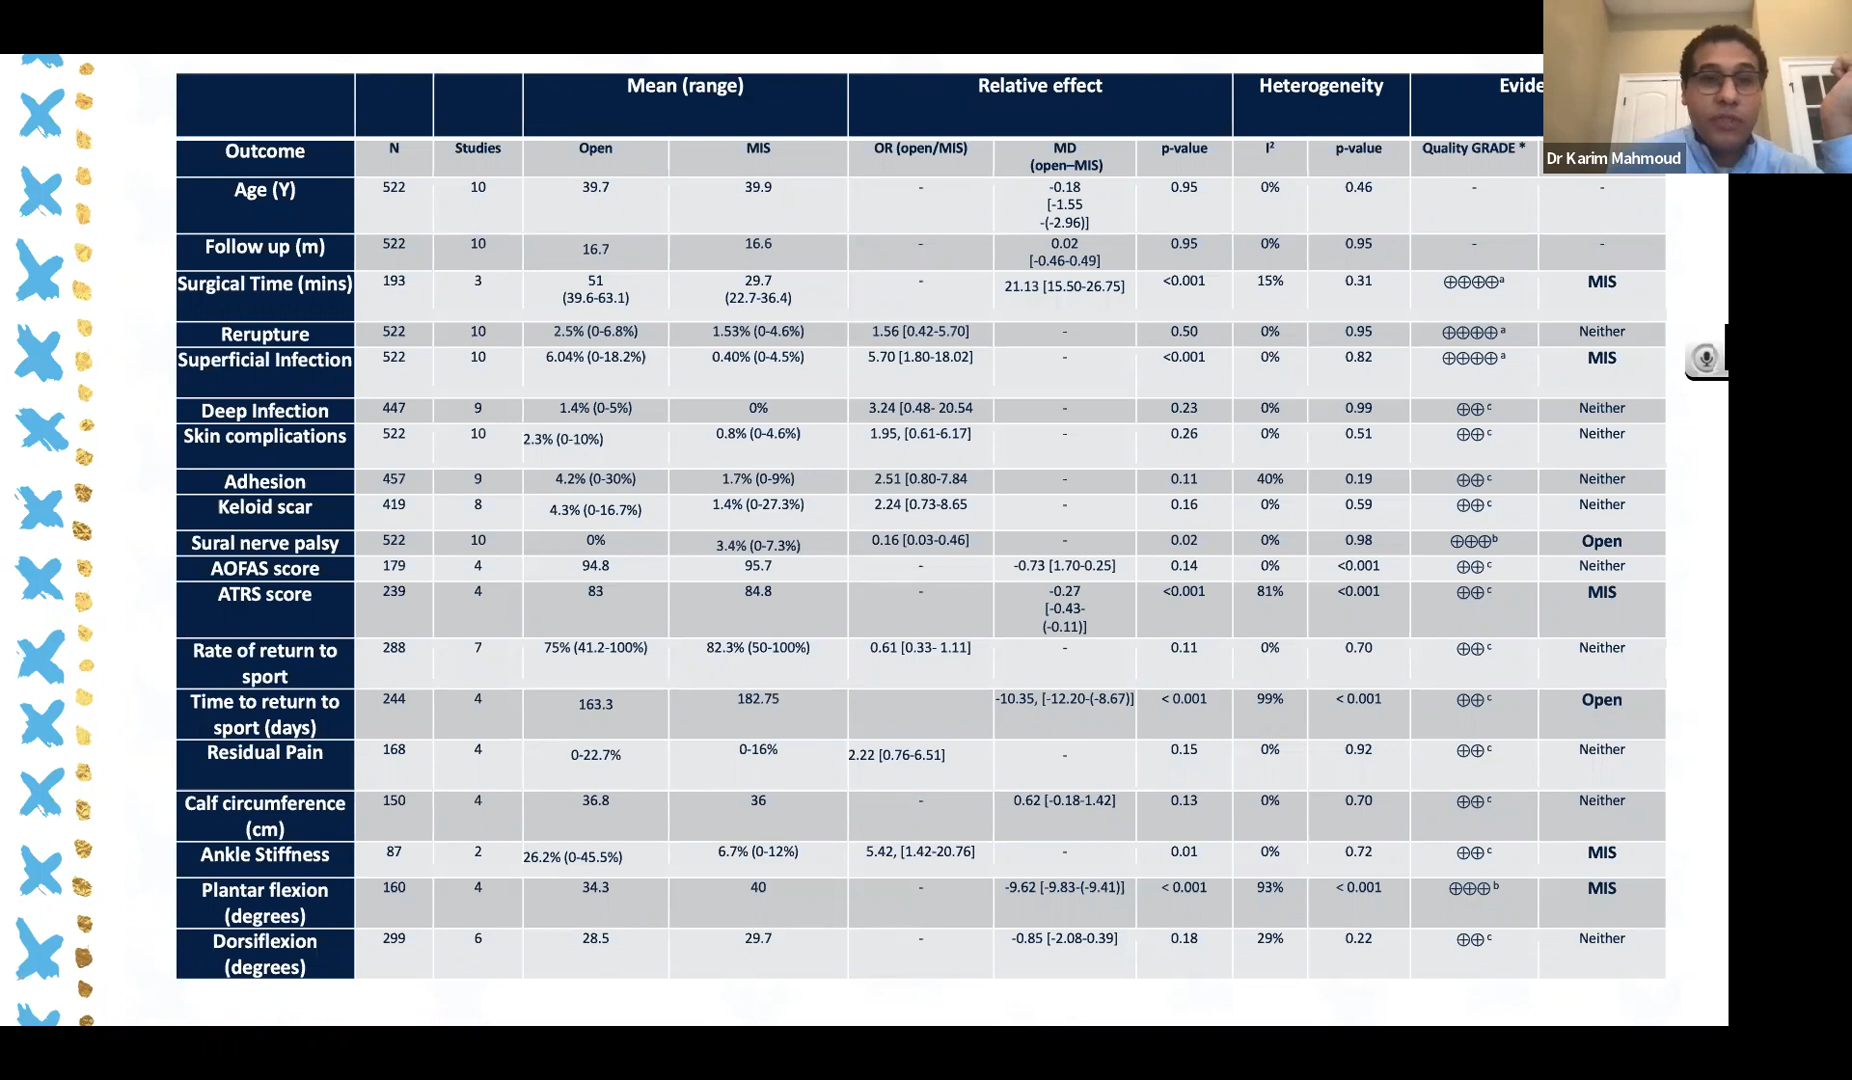 Mean (range) Relative effect Heterogeneity Evide
Dr Karim Mahmoud
Outcome N Studies Open MIS OR (open/MIS) MD (open–MIS) p-value I² p-value Quality GRADE *
Age (Y) 522 10 39.7 39.9 - -0.18 [-1.55 -(-2.96)] 0.95 0% 0.46 - -
Follow up (m) 522 10 16.7 16.6 - 0.02 [-0.46-0.49] 0.95 0% 0.95 - -
Surgical Time (mins) 193 3 51 (39.6-63.1) 29.7 (22.7-36.4) - 21.13 [15.50-26.75] <0.001 15% 0.31 ⊕⊕⊕⊕ᵃ MIS
Rerupture 522 10 2.5% (0-6.8%) 1.53% (0-4.6%) 1.56 [0.42-5.70] - 0.50 0% 0.95 ⊕⊕⊕⊕ ᵃ Neither
Superficial Infection 522 10 6.04% (0-18.2%) 0.40% (0-4.5%) 5.70 [1.80-18.02] - <0.001 0% 0.82 ⊕⊕⊕⊕ ᵃ MIS
Deep Infection 447 9 1.4% (0-5%) 0% 3.24 [0.48- 20.54 - 0.23 0% 0.99 ⊕⊕ ᶜ Neither
Skin complications 522 10 2.3% (0-10%) 0.8% (0-4.6%) 1.95, [0.61-6.17] - 0.26 0% 0.51 ⊕⊕ ᶜ Neither
Adhesion 457 9 4.2% (0-30%) 1.7% (0-9%) 2.51 [0.80-7.84 - 0.11 40% 0.19 ⊕⊕ ᶜ Neither
Keloid scar 419 8 4.3% (0-16.7%) 1.4% (0-27.3%) 2.24 [0.73-8.65 - 0.16 0% 0.59 ⊕⊕ ᶜ Neither
Sural nerve palsy 522 10 0% 3.4% (0-7.3%) 0.16 [0.03-0.46] - 0.02 0% 0.98 ⊕⊕⊕ᵇ Open
AOFAS score 179 4 94.8 95.7 - -0.73 [1.70-0.25] 0.14 0% <0.001 ⊕⊕ ᶜ Neither
ATRS score 239 4 83 84.8 - -0.27 [-0.43- (-0.11)] <0.001 81% <0.001 ⊕⊕ ᶜ MIS
Rate of return to sport 288 7 75% (41.2-100%) 82.3% (50-100%) 0.61 [0.33- 1.11] - 0.11 0% 0.70 ⊕⊕ ᶜ Neither
Time to return to sport (days) 244 4 163.3 182.75 -10.35, [-12.20-(-8.67)] < 0.001 99% < 0.001 ⊕⊕ ᶜ Open
Residual Pain 168 4 0-22.7% 0-16% 2.22 [0.76-6.51] - 0.15 0% 0.92 ⊕⊕ ᶜ Neither
Calf circumference (cm) 150 4 36.8 36 - 0.62 [-0.18-1.42] 0.13 0% 0.70 ⊕⊕ ᶜ Neither
Ankle Stiffness 87 2 26.2% (0-45.5%) 6.7% (0-12%) 5.42, [1.42-20.76] - 0.01 0% 0.72 ⊕⊕ ᶜ MIS
Plantar flexion (degrees) 160 4 34.3 40 - -9.62 [-9.83-(-9.41)] < 0.001 93% < 0.001 ⊕⊕⊕ ᵇ MIS
Dorsiflexion (degrees) 299 6 28.5 29.7 - -0.85 [-2.08-0.39] 0.18 29% 0.22 ⊕⊕ ᶜ Neither